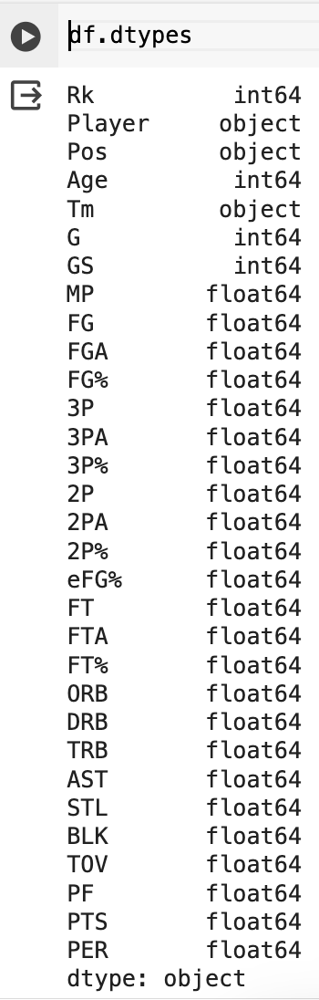 df.dtypes
Rk int64
Player object
Pos object
Age int64
Tm object
G int64
GS int64
MP float64
FG float64
FGA float64
FG% float64
3P float64
3PA float64
3P% float64
2P float64
2PA float64
2P% float64
eFG% float64
FT float64
FTA float64
FT% float64
ORB float64
DRB float64
TRB float64
AST float64
STL float64
BLK float64
TOV float64
PF float64
PTS float64
PER float64
dtype: object